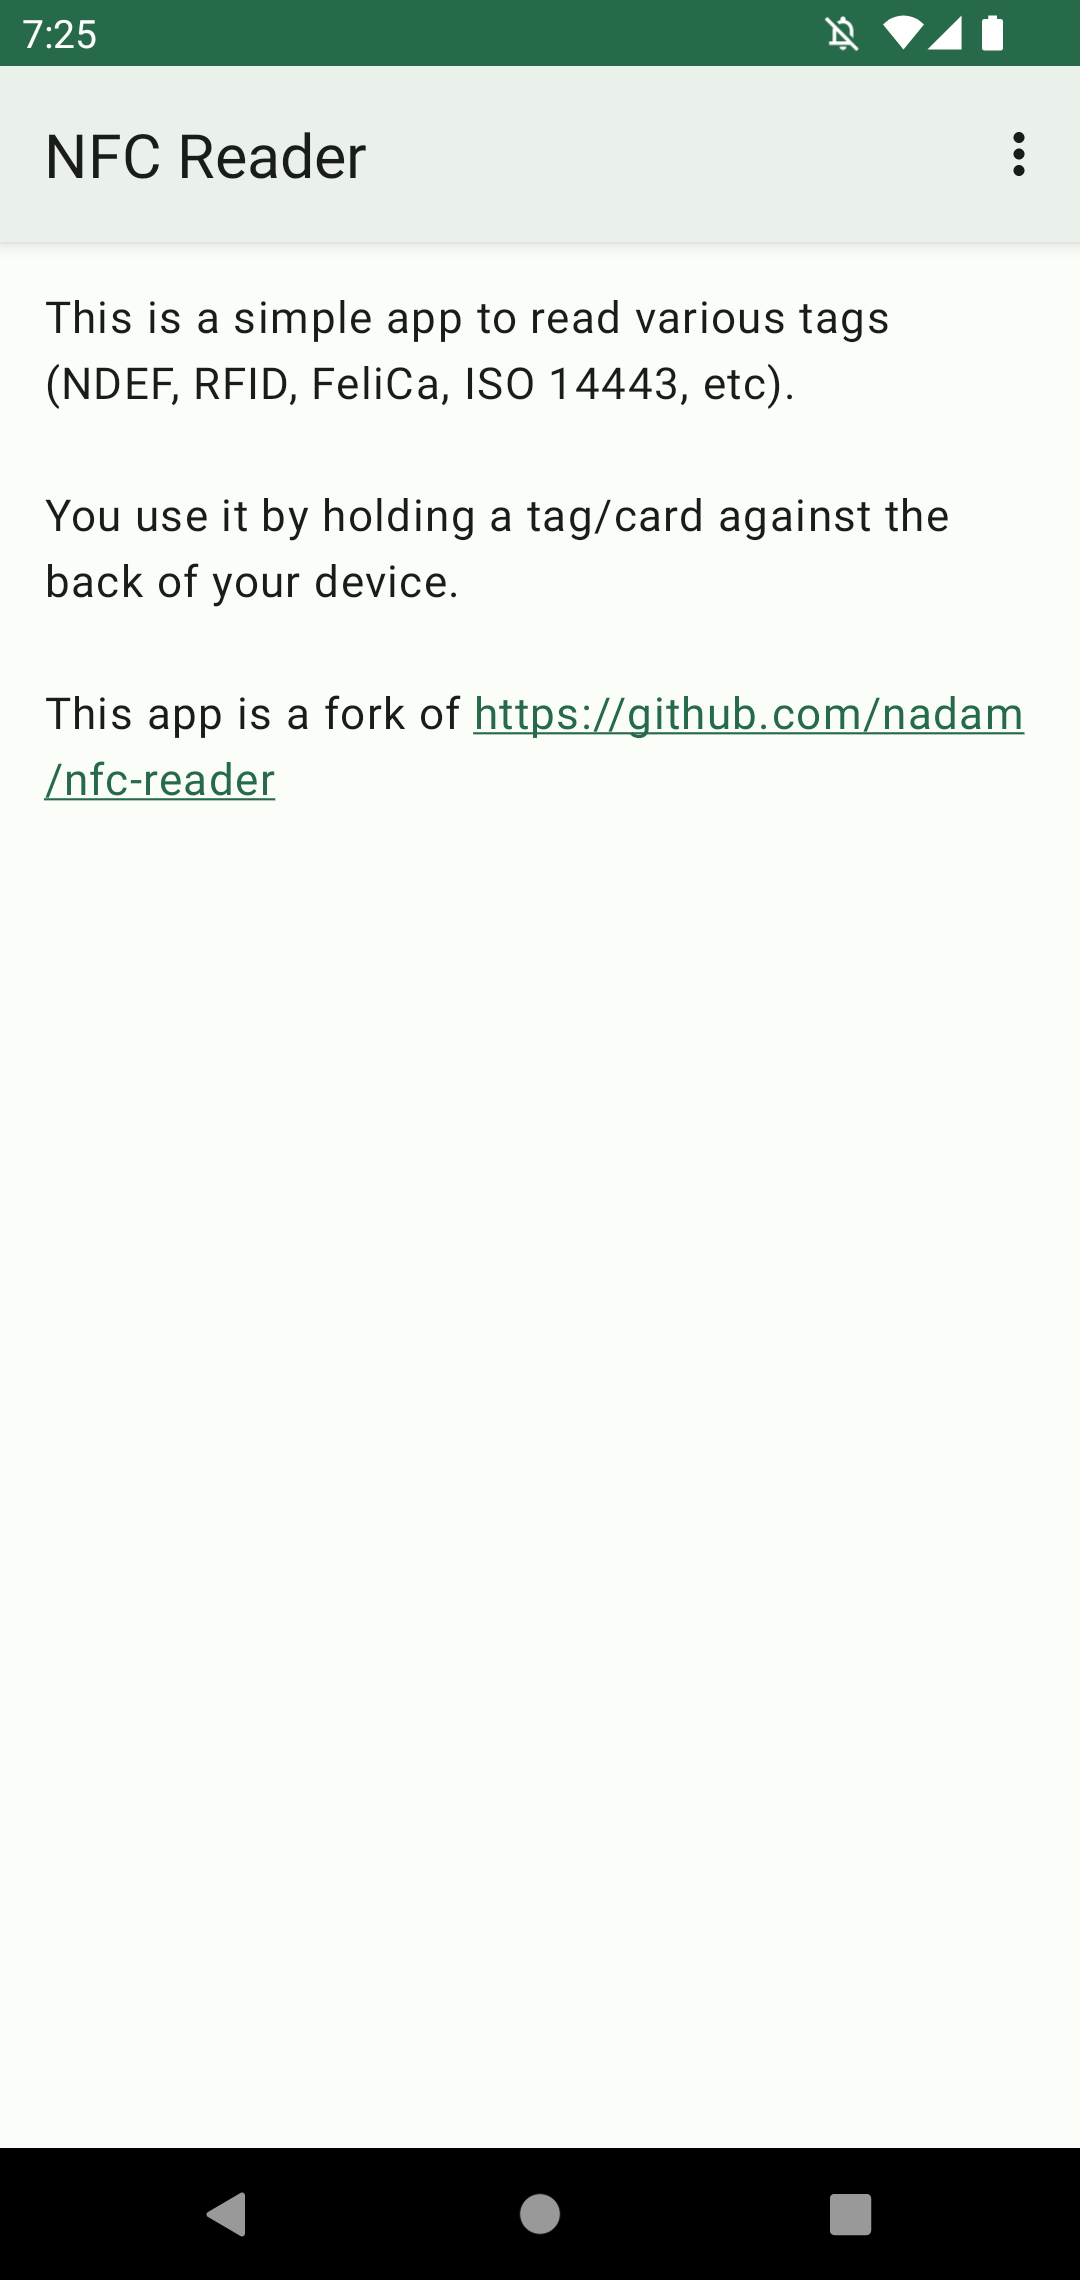 7:25
NFC Reader
This is a simple app to read various tags
(NDEF, RFID, FeliCa, ISO 14443, etc).
You use it by holding a tag/card against the
back of your device.
This app is a fork of https://github.com/nadam
/nfc-reader